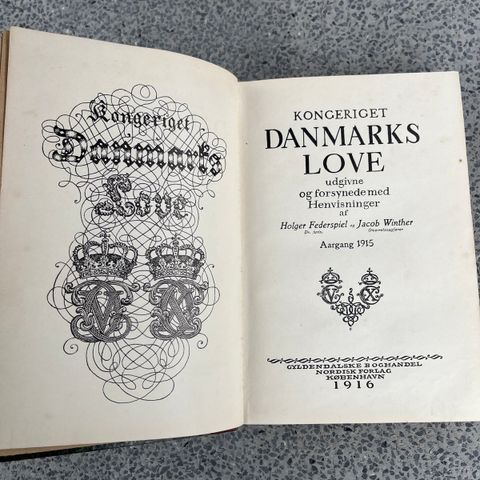 Kongeriget
Danmarks
Love
KONGERIGET
DANMARKS
LOVE
udgivne
og forsynede med
Henvisninger
af
Holger Federspiel og Jacob Winther
Aargang 1915
GYLDENDALSKE BOGHANDEL
NORDISK FORLAG
KØBENHAVN
1916